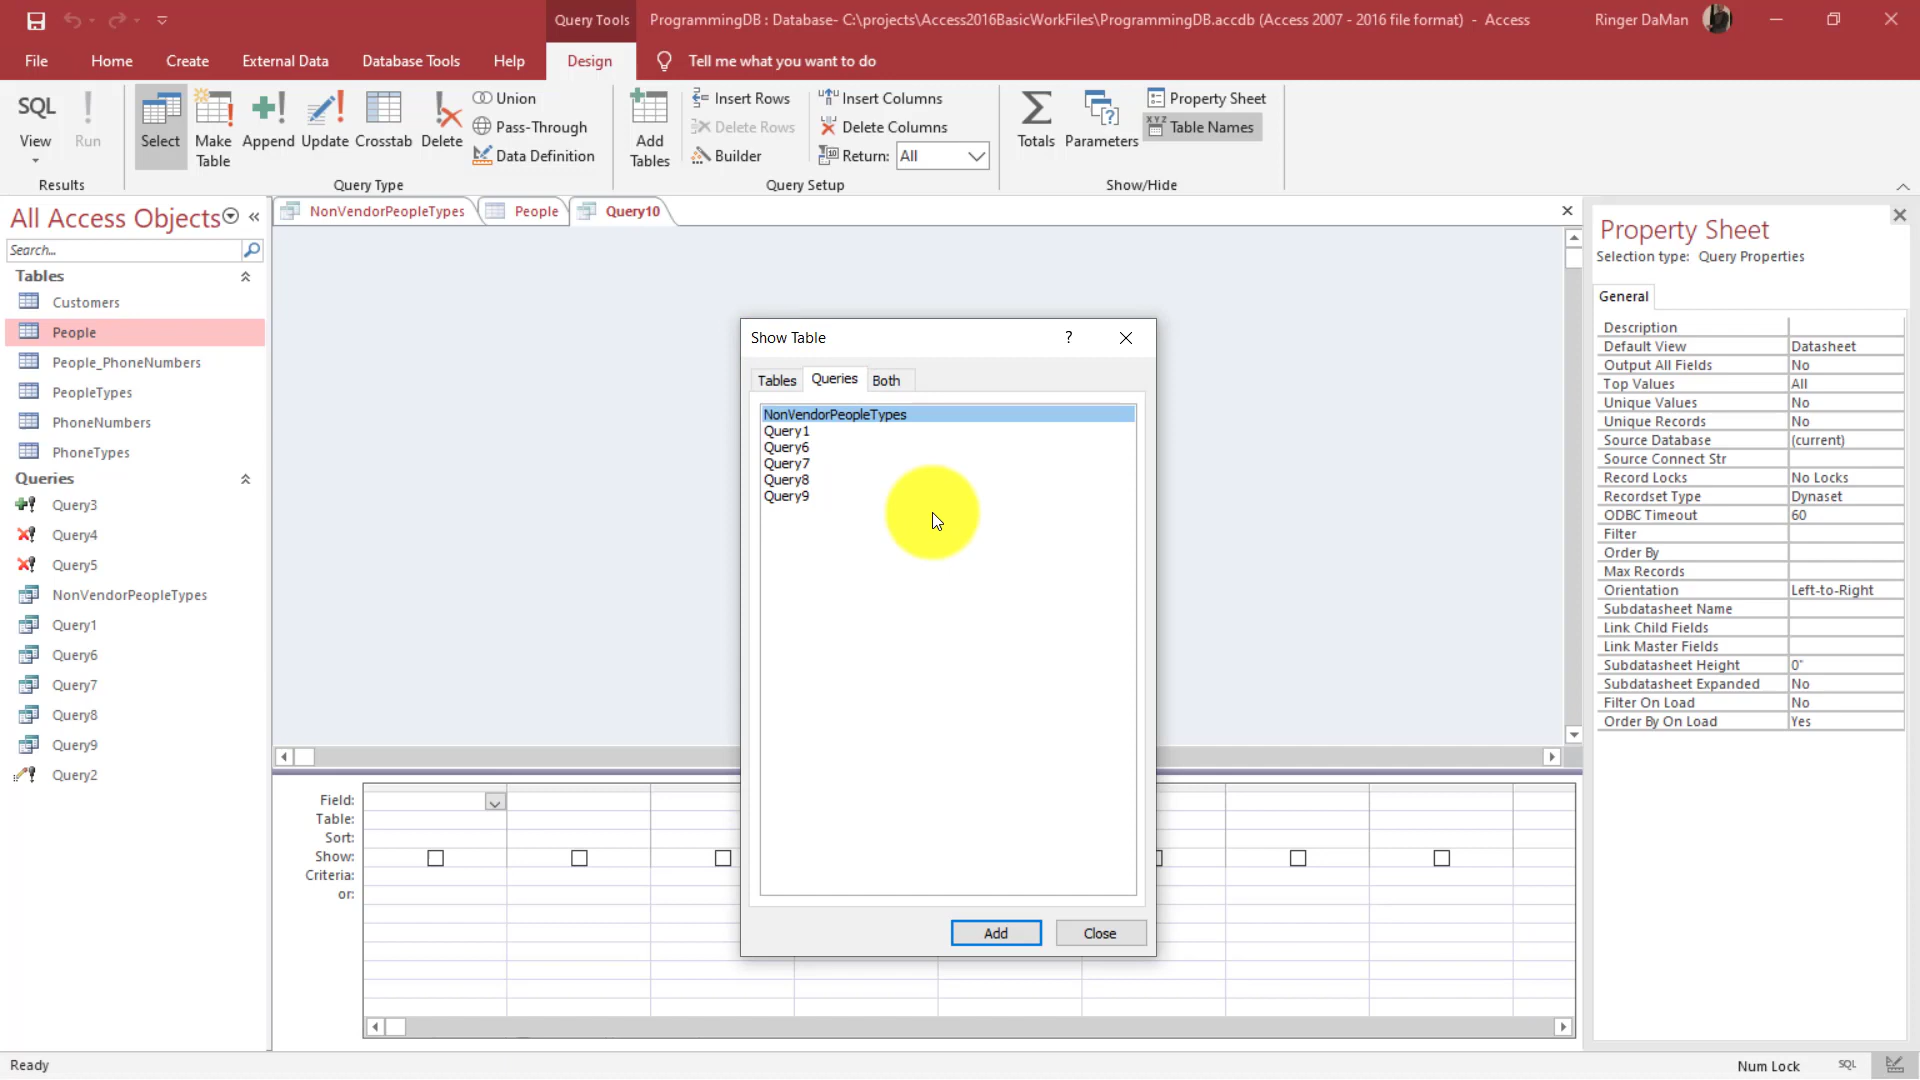 Query Tools
ProgrammingDB : Database- C:\projects\Access2016BasicWorkFiles\ProgrammingDB.accdb (Access 2007 - 2016 file format) - Access
Ringer DaMan
File
Home
Create
External Data
Database Tools
Help
Design
Tell me what you want to do
SQL
View
Run
Results
Select
Make
Table
Append
Update
Crosstab
Delete
Union
Pass-Through
Data Definition
Query Type
Add
Tables
Insert Rows
Delete Rows
Builder
Insert Columns
Delete Columns
Return: All
Query Setup
Totals
Parameters
Property Sheet
XYZ Table Names
Show/Hide
All Access Objects
Search...
Tables
Customers
People
People_PhoneNumbers
PeopleTypes
PhoneNumbers
PhoneTypes
Queries
Query3
Query4
Query5
NonVendorPeopleTypes
Query1
Query6
Query7
Query8
Query9
Query2
NonVendorPeopleTypes
People
Query10
Show Table
?
Tables
Queries
Both
NonVendorPeopleTypes
Query1
Query6
Query7
Query8
Query9
Add
Close
Field:
Table:
Sort:
Show:
Criteria:
or:
Property Sheet
Selection type: Query Properties
General
Description
Default View Datasheet
Output All Fields No
Top Values All
Unique Values No
Unique Records No
Source Database (current)
Source Connect Str
Record Locks No Locks
Recordset Type Dynaset
ODBC Timeout 60
Filter
Order By
Max Records
Orientation Left-to-Right
Subdatasheet Name
Link Child Fields
Link Master Fields
Subdatasheet Height 0"
Subdatasheet Expanded No
Filter On Load No
Order By On Load Yes
Ready
Num Lock
SQL